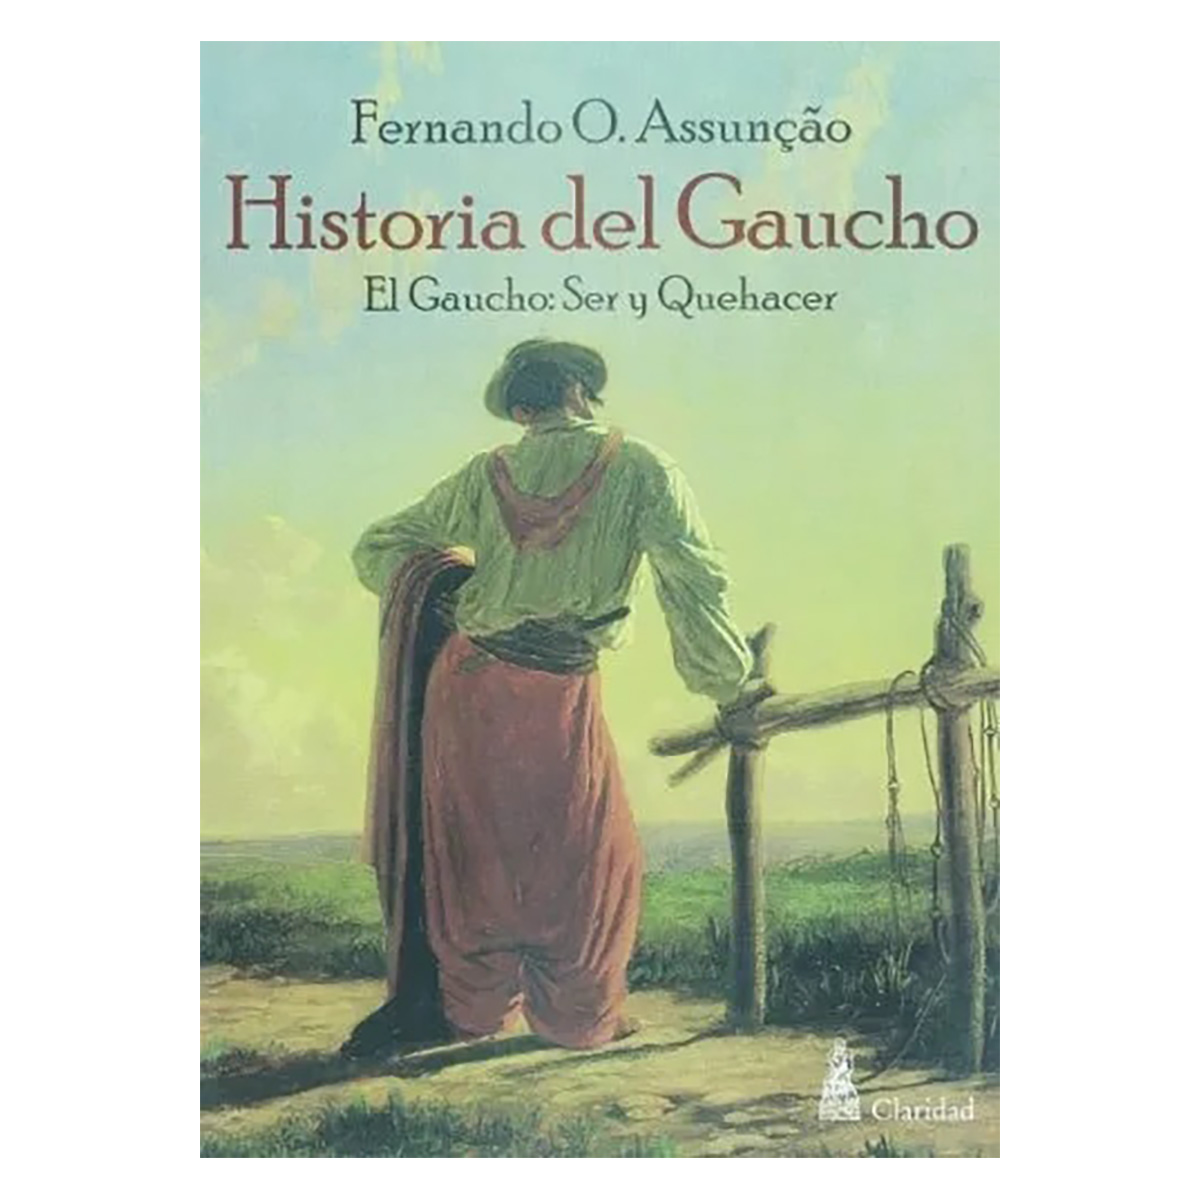 Fernando O. Assunção
Historia del Gaucho
El Gaucho: Ser y Quehacer
Claridad